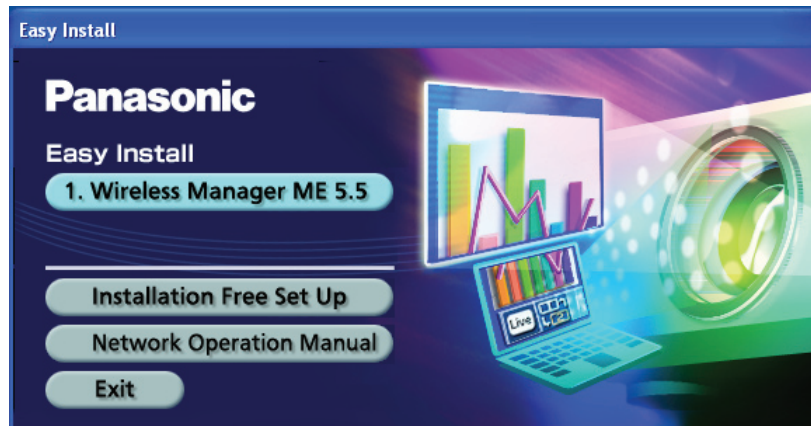 Easy Install
Panasonic
Easy Install
1. Wireless Manager ME 5.5
Installation Free Set Up
Network Operation Manual
Exit
Live